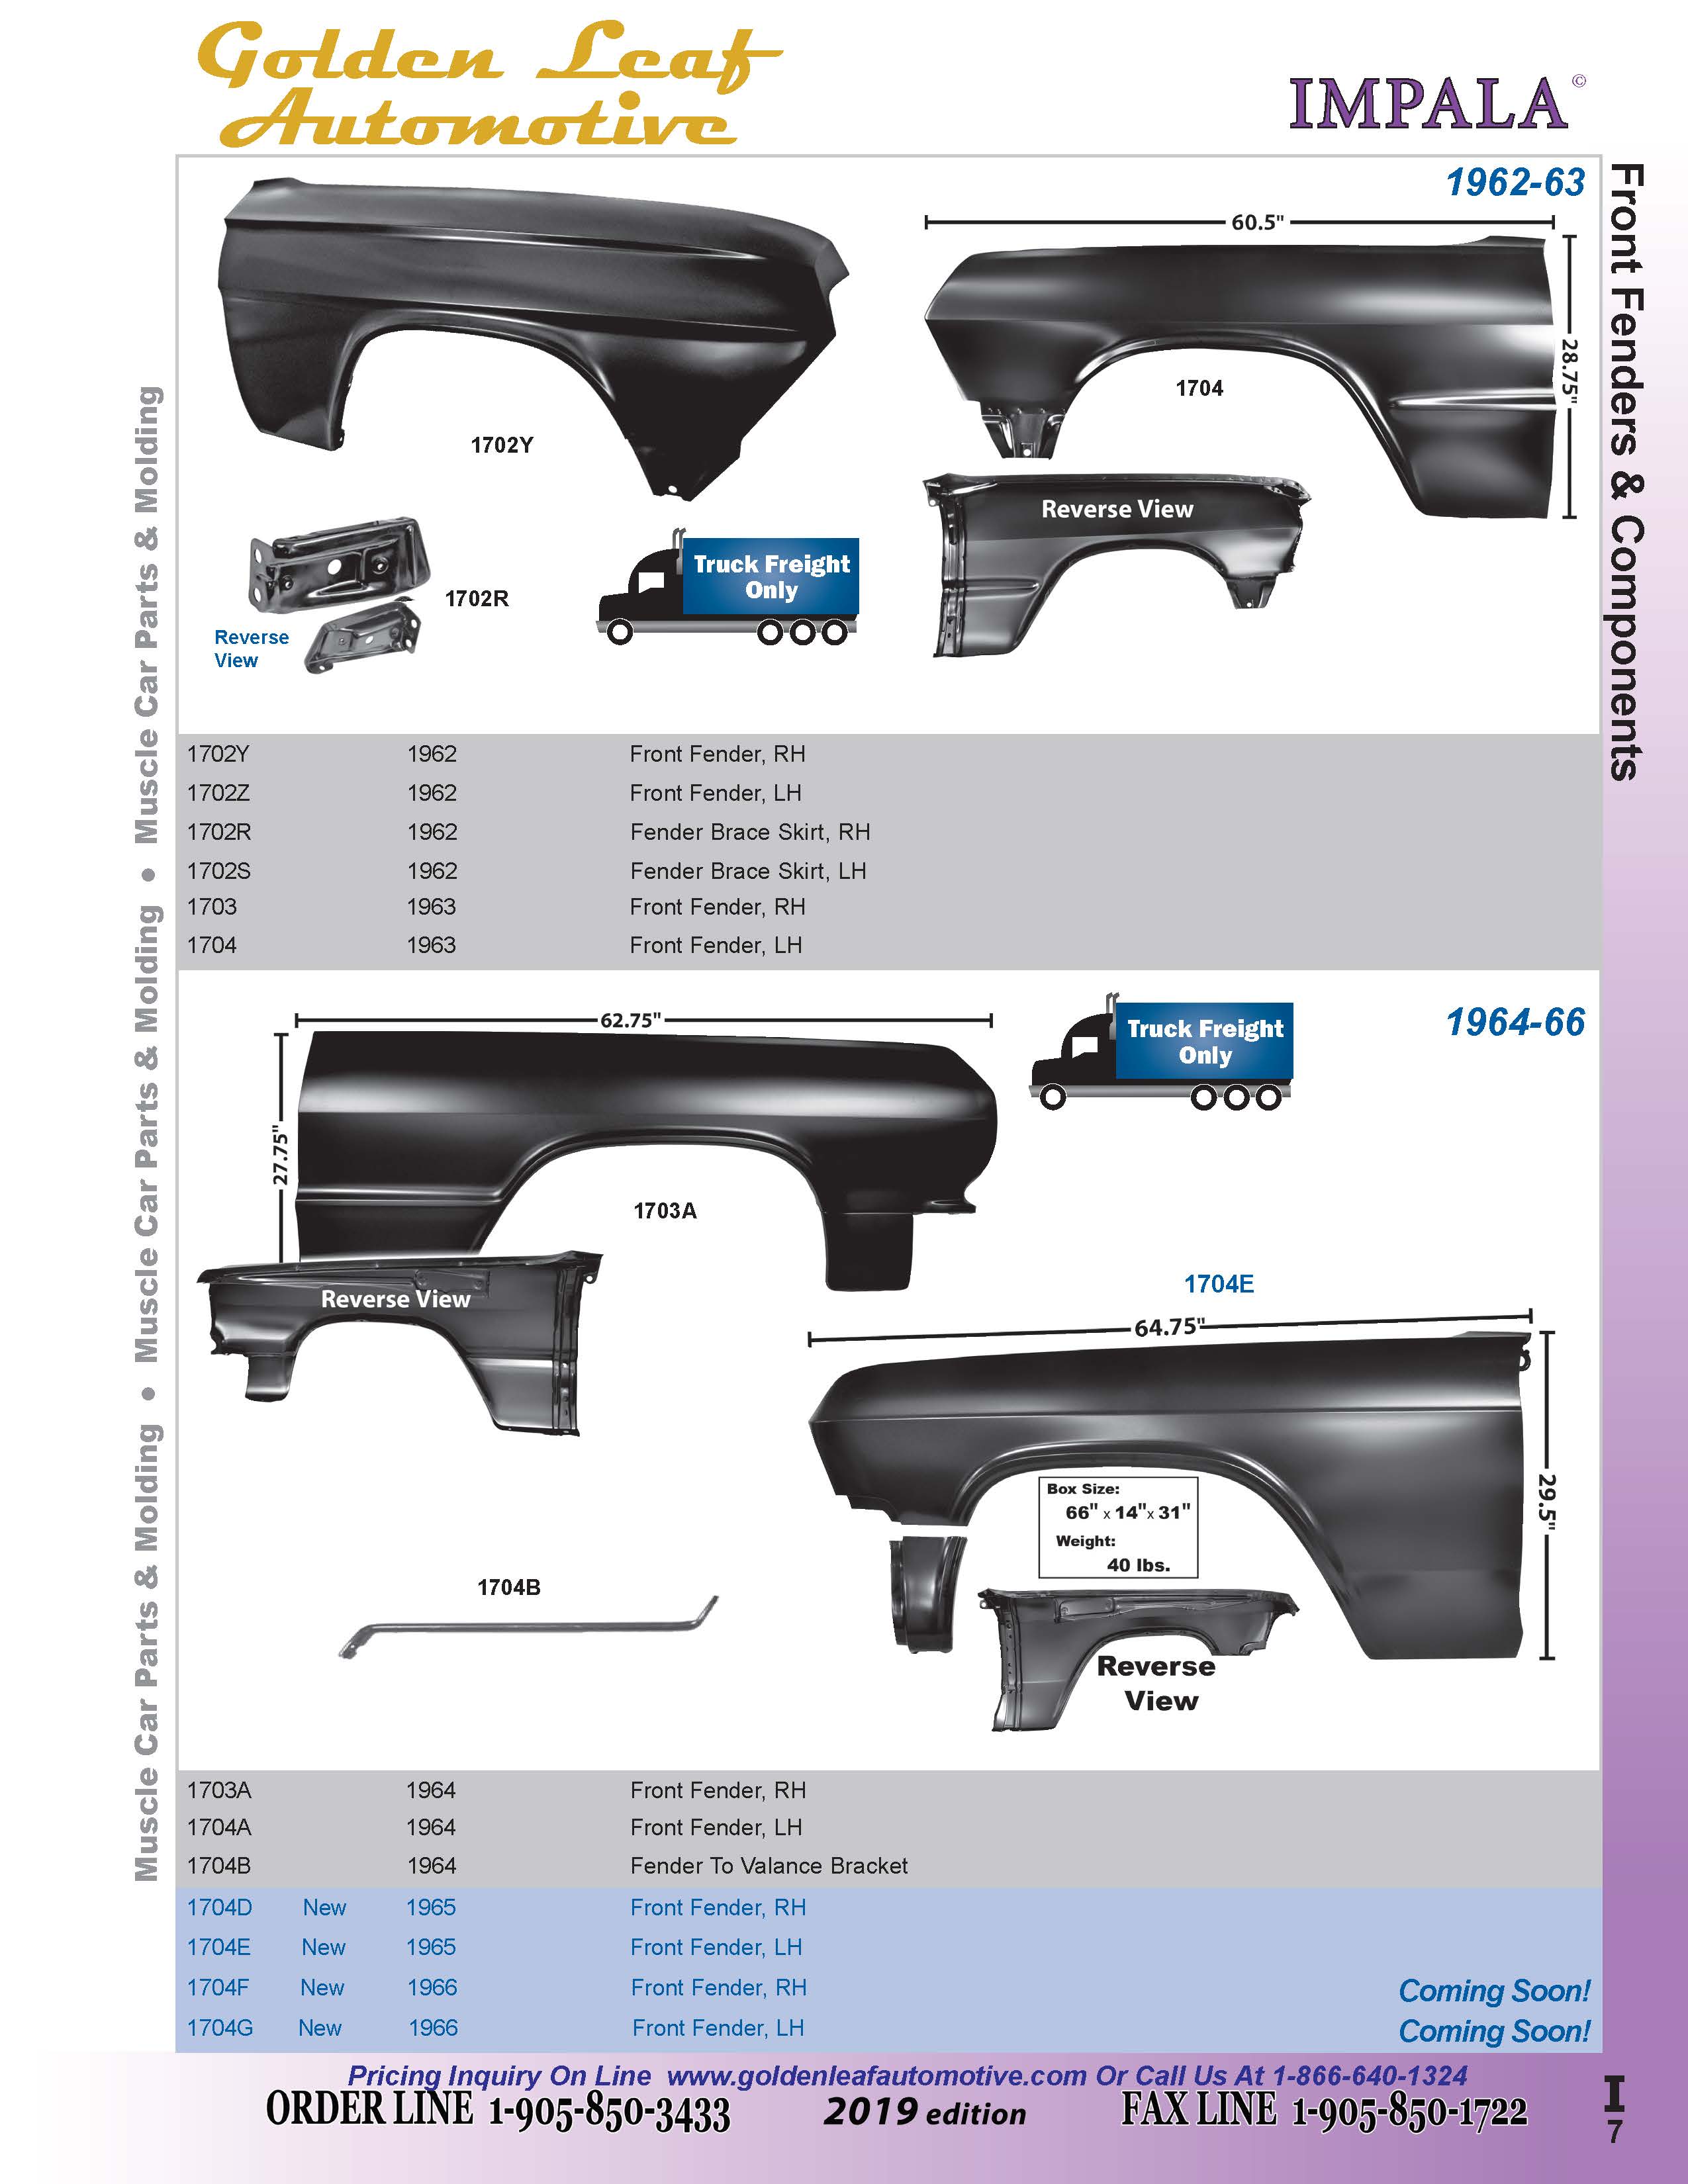 Golden Leaf
Automotive
IMPALA©
Front Fenders & Components
Muscle Car Parts & Molding • Muscle Car Parts & Molding • Muscle Car Parts & Molding
1962-63
60.5"
28.75"
1704
1702Y
Reverse View
Truck Freight
Only
1702R
Reverse
View
1702Y 1962 Front Fender, RH
1702Z 1962 Front Fender, LH
1702R 1962 Fender Brace Skirt, RH
1702S 1962 Fender Brace Skirt, LH
1703 1963 Front Fender, RH
1704 1963 Front Fender, LH
1964-66
62.75"
Truck Freight
Only
27.75"
1703A
Reverse View
1704E
64.75"
29.5"
Box Size:
66" x 14"x 31"
Weight:
40 lbs.
1704B
Reverse
View
1703A 1964 Front Fender, RH
1704A 1964 Front Fender, LH
1704B 1964 Fender To Valance Bracket
1704D New 1965 Front Fender, RH
1704E New 1965 Front Fender, LH
1704F New 1966 Front Fender, RH Coming Soon!
1704G New 1966 Front Fender, LH Coming Soon!
Pricing Inquiry On Line www.goldenleafautomotive.com Or Call Us At 1-866-640-1324
ORDER LINE 1-905-850-3433 2019 edition FAX LINE 1-905-850-1722
I
7